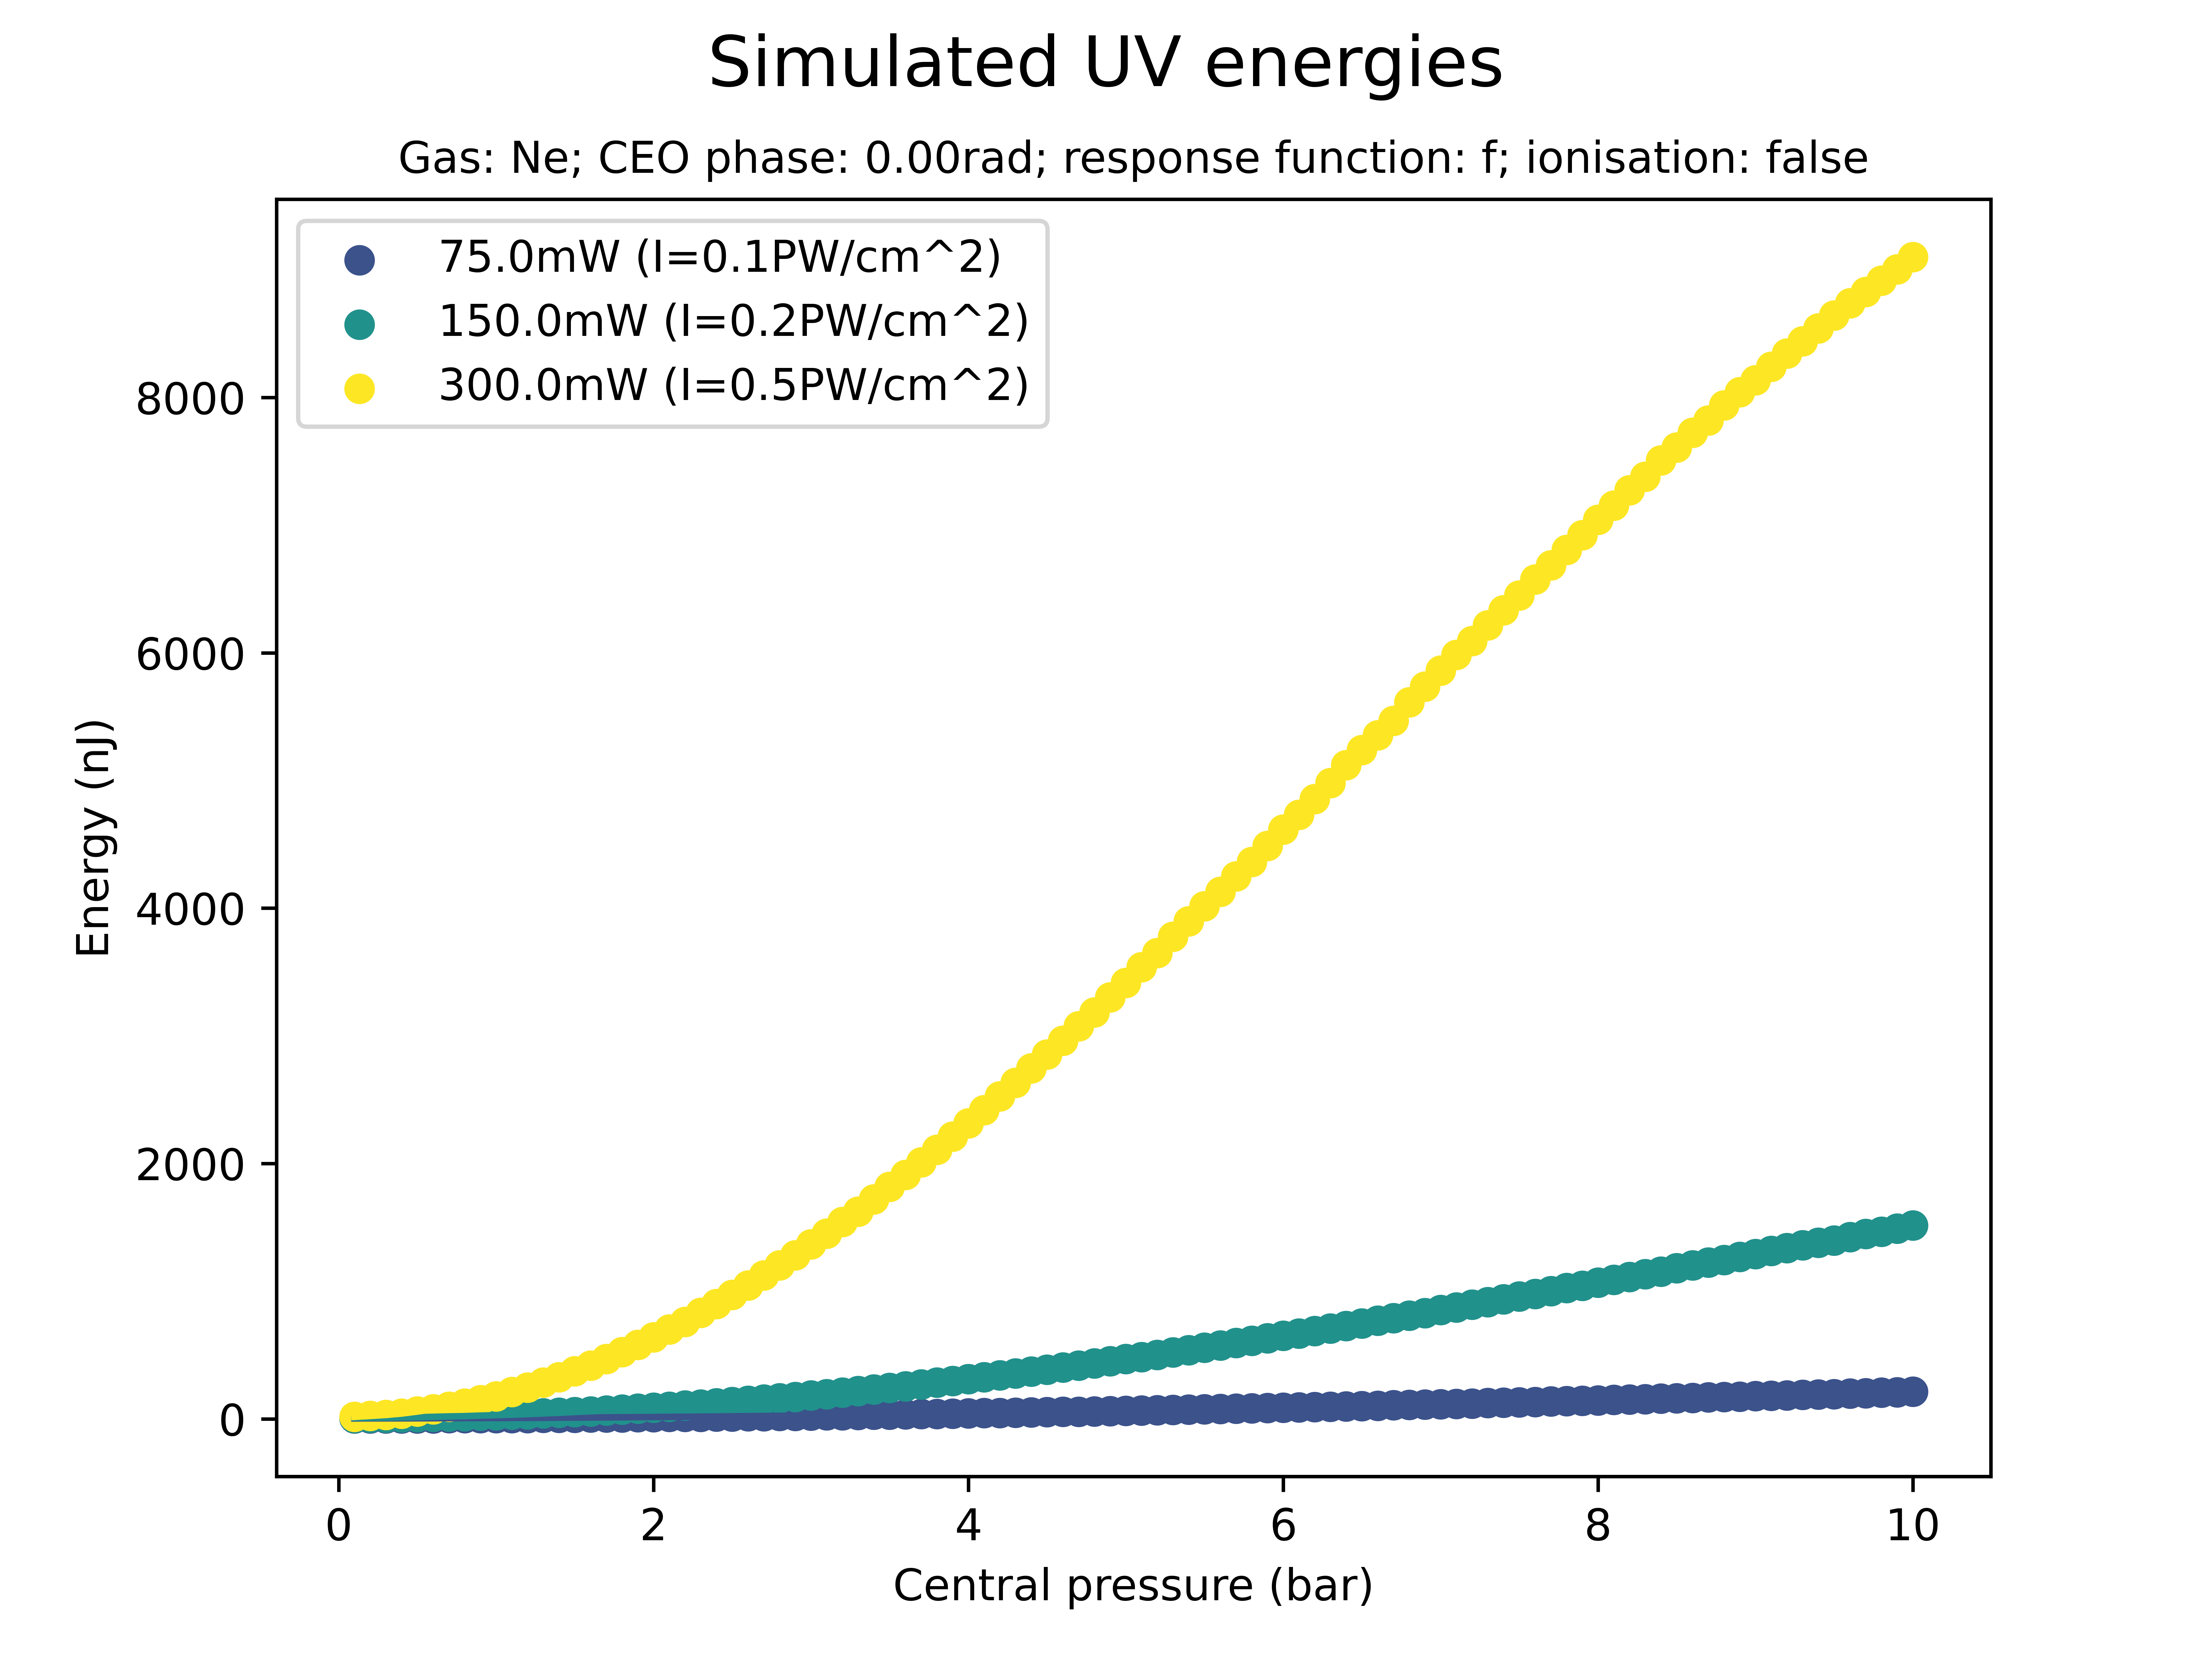 Simulated UV energies
Gas: Ne; CEO phase: 0.00rad; response function: f; ionisation: false
75.0mW (I=0.1PW/cm^2)
150.0mW (I=0.2PW/cm^2)
300.0mW (I=0.5PW/cm^2)
8000
6000
4000
2000
0
Energy (nJ)
0 2 4 6 8 10
Central pressure (bar)